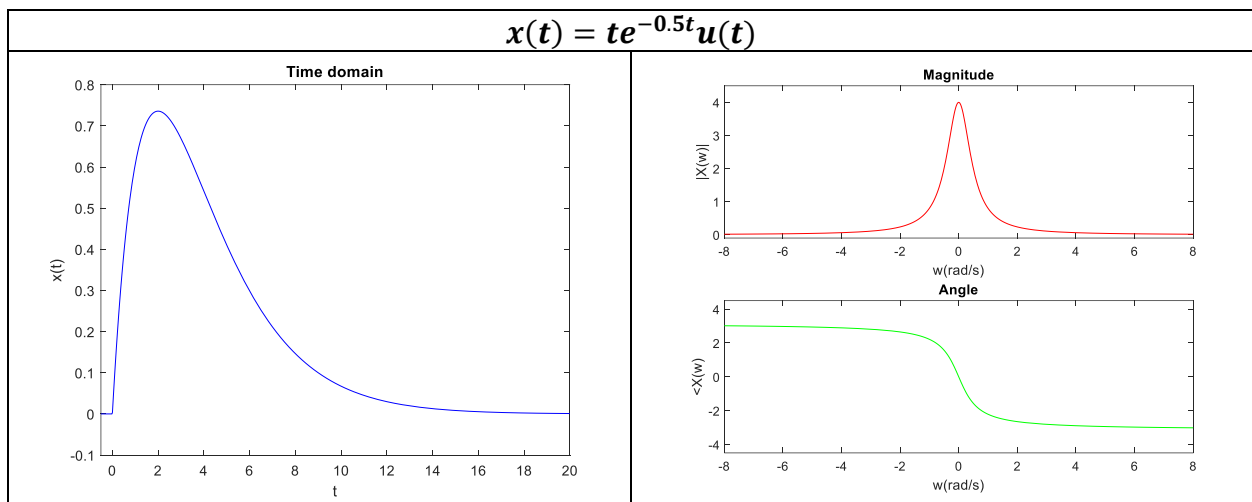 x(t) = te^{-0.5t}u(t)
Time domain
0.8
0.7
0.6
0.5
0.4
0.3
0.2
0.1
0
-0.1
x(t)
0 2 4 6 8 10 12 14 16 18 20
t
Magnitude
4
3
2
1
0
|X(w)|
-8 -6 -4 -2 0 2 4 6 8
w(rad/s)
Angle
4
2
0
-2
-4
<X(w)
-8 -6 -4 -2 0 2 4 6 8
w(rad/s)